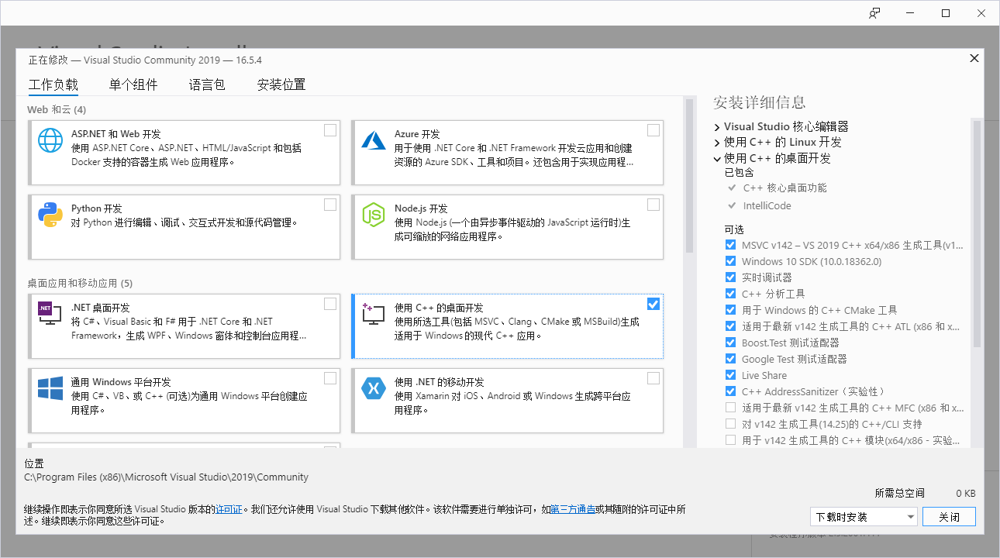 正在修改 — Visual Studio Community 2019 — 16.5.4
工作负载 单个组件 语言包 安装位置
Web 和云 (4)
ASP.NET 和 Web 开发
使用 ASP.NET Core、ASP.NET、HTML/JavaScript 和包括
Docker 支持的容器生成 Web 应用程序。
Azure 开发
用于使用 .NET Core 和 .NET Framework 开发云应用和创建
资源的 Azure SDK、工具和项目。还包含用于实现应用程...
Python 开发
对 Python 进行编辑、调试、交互式开发和源代码管理。
Node.js 开发
使用 Node.js (一个由异步事件驱动的 JavaScript 运行时)生
成可缩放的网络应用程序。
桌面应用和移动应用 (5)
.NET
.NET 桌面开发
将 C#、Visual Basic 和 F# 用于 .NET Core 和 .NET
Framework，生成 WPF、Windows 窗体和控制台应用程...
使用 C++ 的桌面开发
使用所选工具(包括 MSVC、Clang、CMake 或 MSBuild)生成
适用于 Windows 的现代 C++ 应用。
通用 Windows 平台开发
使用 C#、VB、或 C++ (可选)为通用 Windows 平台创建应
用程序。
使用 .NET 的移动开发
使用 Xamarin 对 iOS、Android 或 Windows 生成跨平台应
用程序。
安装详细信息
Visual Studio 核心编辑器
使用 C++ 的 Linux 开发
使用 C++ 的桌面开发
已包含
C++ 核心桌面功能
IntelliCode
可选
MSVC v142 – VS 2019 C++ x64/x86 生成工具(v1...
Windows 10 SDK (10.0.18362.0)
实时调试器
C++ 分析工具
用于 Windows 的 C++ CMake 工具
适用于最新 v142 生成工具的 C++ ATL (x86 和 x...
Boost.Test 测试适配器
Google Test 测试适配器
Live Share
C++ AddressSanitizer（实验性）
适用于最新 v142 生成工具的 C++ MFC (x86 和 x...
对 v142 生成工具(14.25)的 C++/CLI 支持
用于 v142 生成工具的 C++ 模块(x64/x86 - 实验...
位置
C:\Program Files (x86)\Microsoft Visual Studio\2019\Community
继续操作即表示你同意所选 Visual Studio 版本的许可证。我们还允许使用 Visual Studio 下载其他软件。该软件需要进行单独许可，如第三方通告或其随附的许可证中所
述。继续即表示你同意这些许可证。
所需总空间 0 KB
下载时安装 关闭